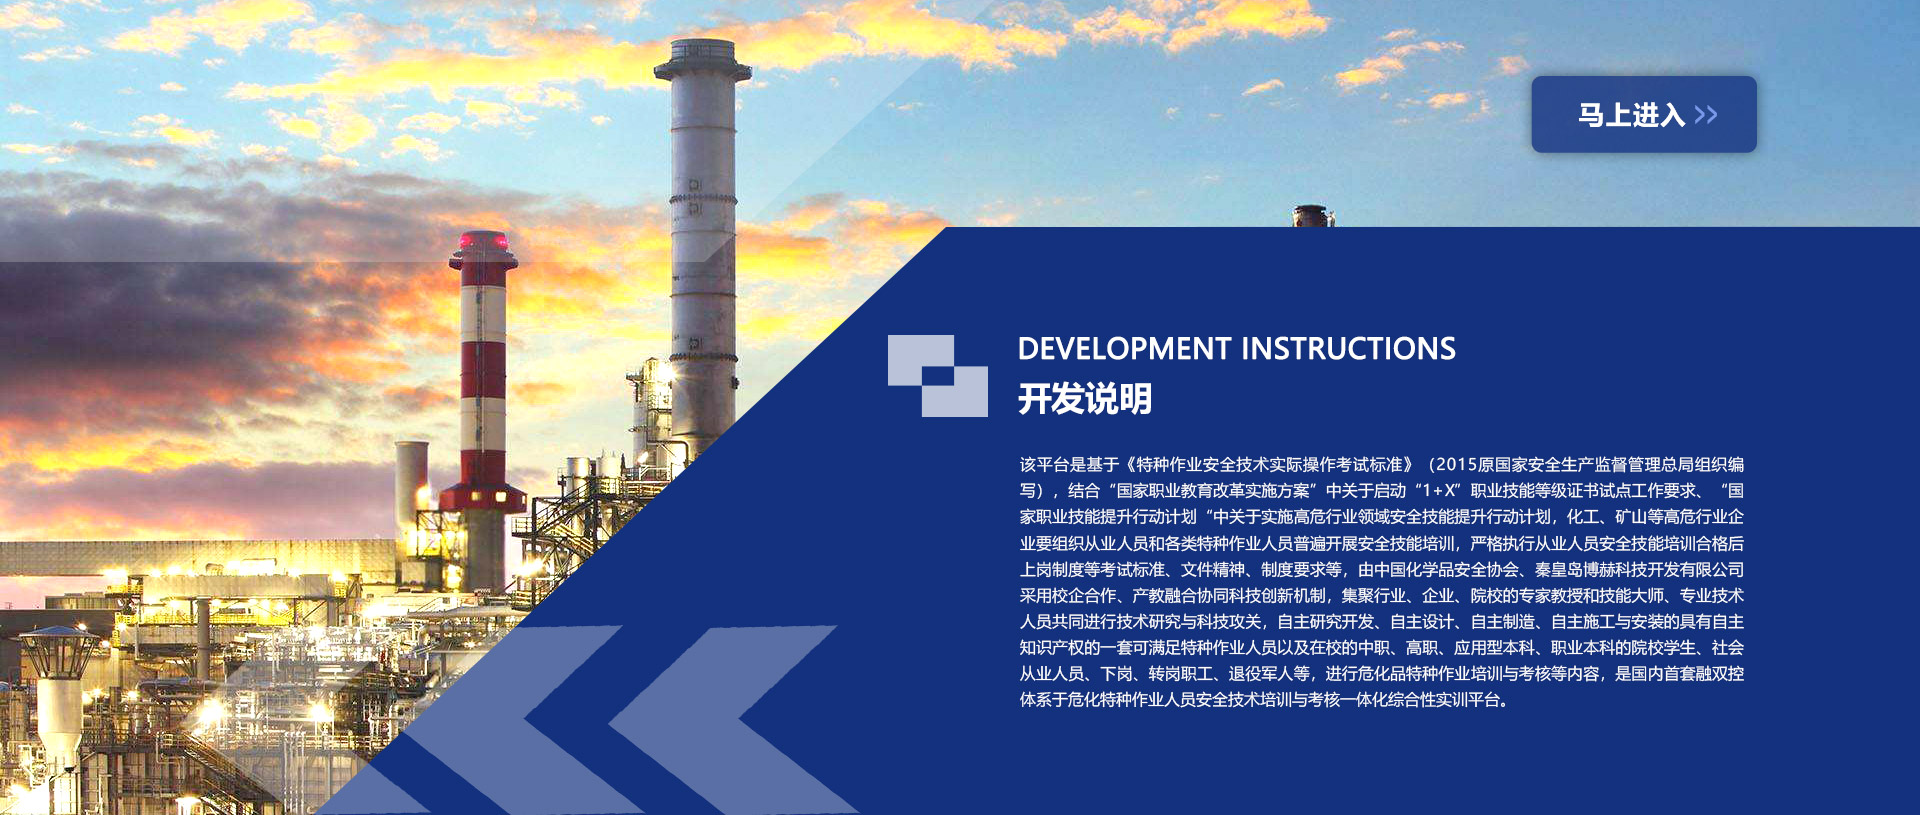 马上进入
DEVELOPMENT INSTRUCTIONS
开发说明
该平台是基于《特种作业安全技术实际操作考试标准》（2015原国家安全生产监督管理总局组织编
写），结合“国家职业教育改革实施方案”中关于启动“1+X”职业技能等级证书试点工作要求、“国
家职业技能提升行动计划“中关于实施高危行业领域安全技能提升行动计划，化工、矿山等高危行业企
业要组织从业人员和各类特种作业人员普遍开展安全技能培训，严格执行从业人员安全技能培训合格后
上岗制度等考试标准、文件精神、制度要求等，由中国化学品安全协会、秦皇岛博赫科技开发有限公司
采用校企合作、产教融合协同科技创新机制，集聚行业、企业、院校的专家教授和技能大师、专业技术
人员共同进行技术研究与科技攻关，自主研究开发、自主设计、自主制造、自主施工与安装的具有自主
知识产权的一套可满足特种作业人员以及在校的中职、高职、应用型本科、职业本科的院校学生、社会
从业人员、下岗、转岗职工、退役军人等，进行危化品特种作业培训与考核等内容，是国内首套融双控
体系于危化特种作业人员安全技术培训与考核一体化综合性实训平台。